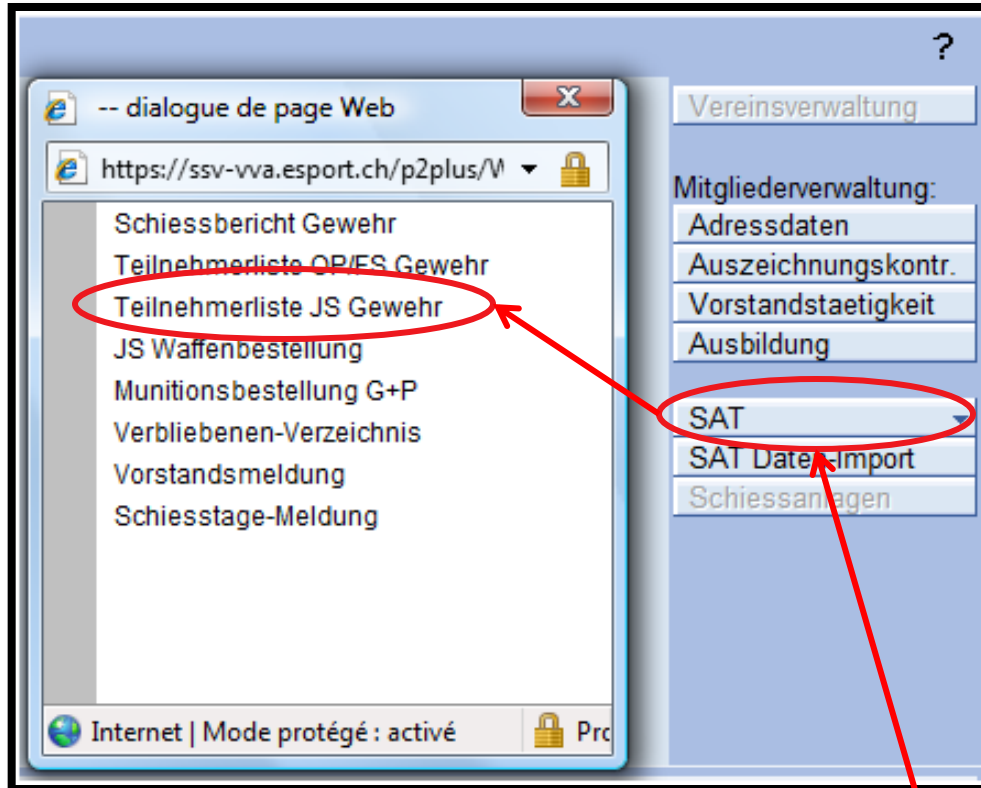 ?
-- dialogue de page Web
X
https://ssv-vva.esport.ch/p2plus/V
Schiessbericht Gewehr
Teilnehmerliste OP/FS Gewehr
Teilnehmerliste JS Gewehr
JS Waffenbestellung
Munitionsbestellung G+P
Verbliebenen-Verzeichnis
Vorstandsmeldung
Schiesstage-Meldung
Internet | Mode protégé : activé
Pro
Vereinsverwaltung
Mitgliederverwaltung:
Adressdaten
Auszeichnungskontr.
Vorstandstaetigkeit
Ausbildung
SAT
SAT Daten-Import
Schiessanlagen